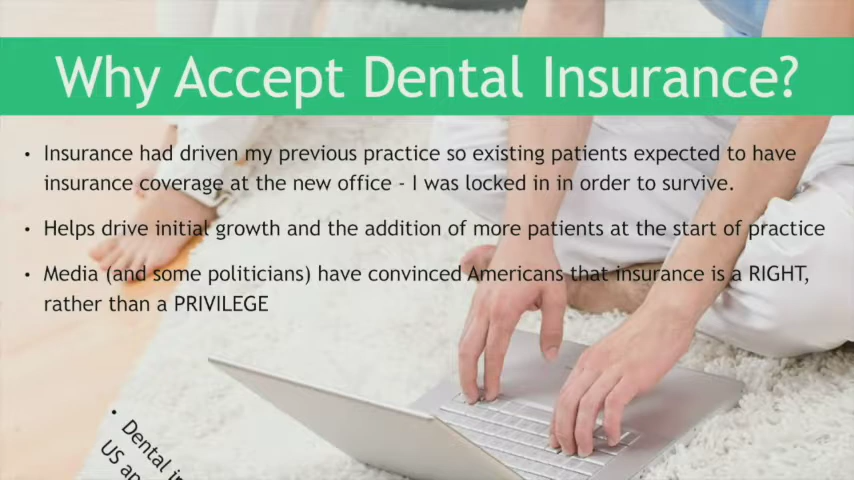 Why Accept Dental Insurance?
• Insurance had driven my previous practice so existing patients expected to have
insurance coverage at the new office - I was locked in in order to survive.
• Helps drive initial growth and the addition of more patients at the start of practice
• Media (and some politicians) have convinced Americans that insurance is a RIGHT,
rather than a PRIVILEGE
• Dental
US